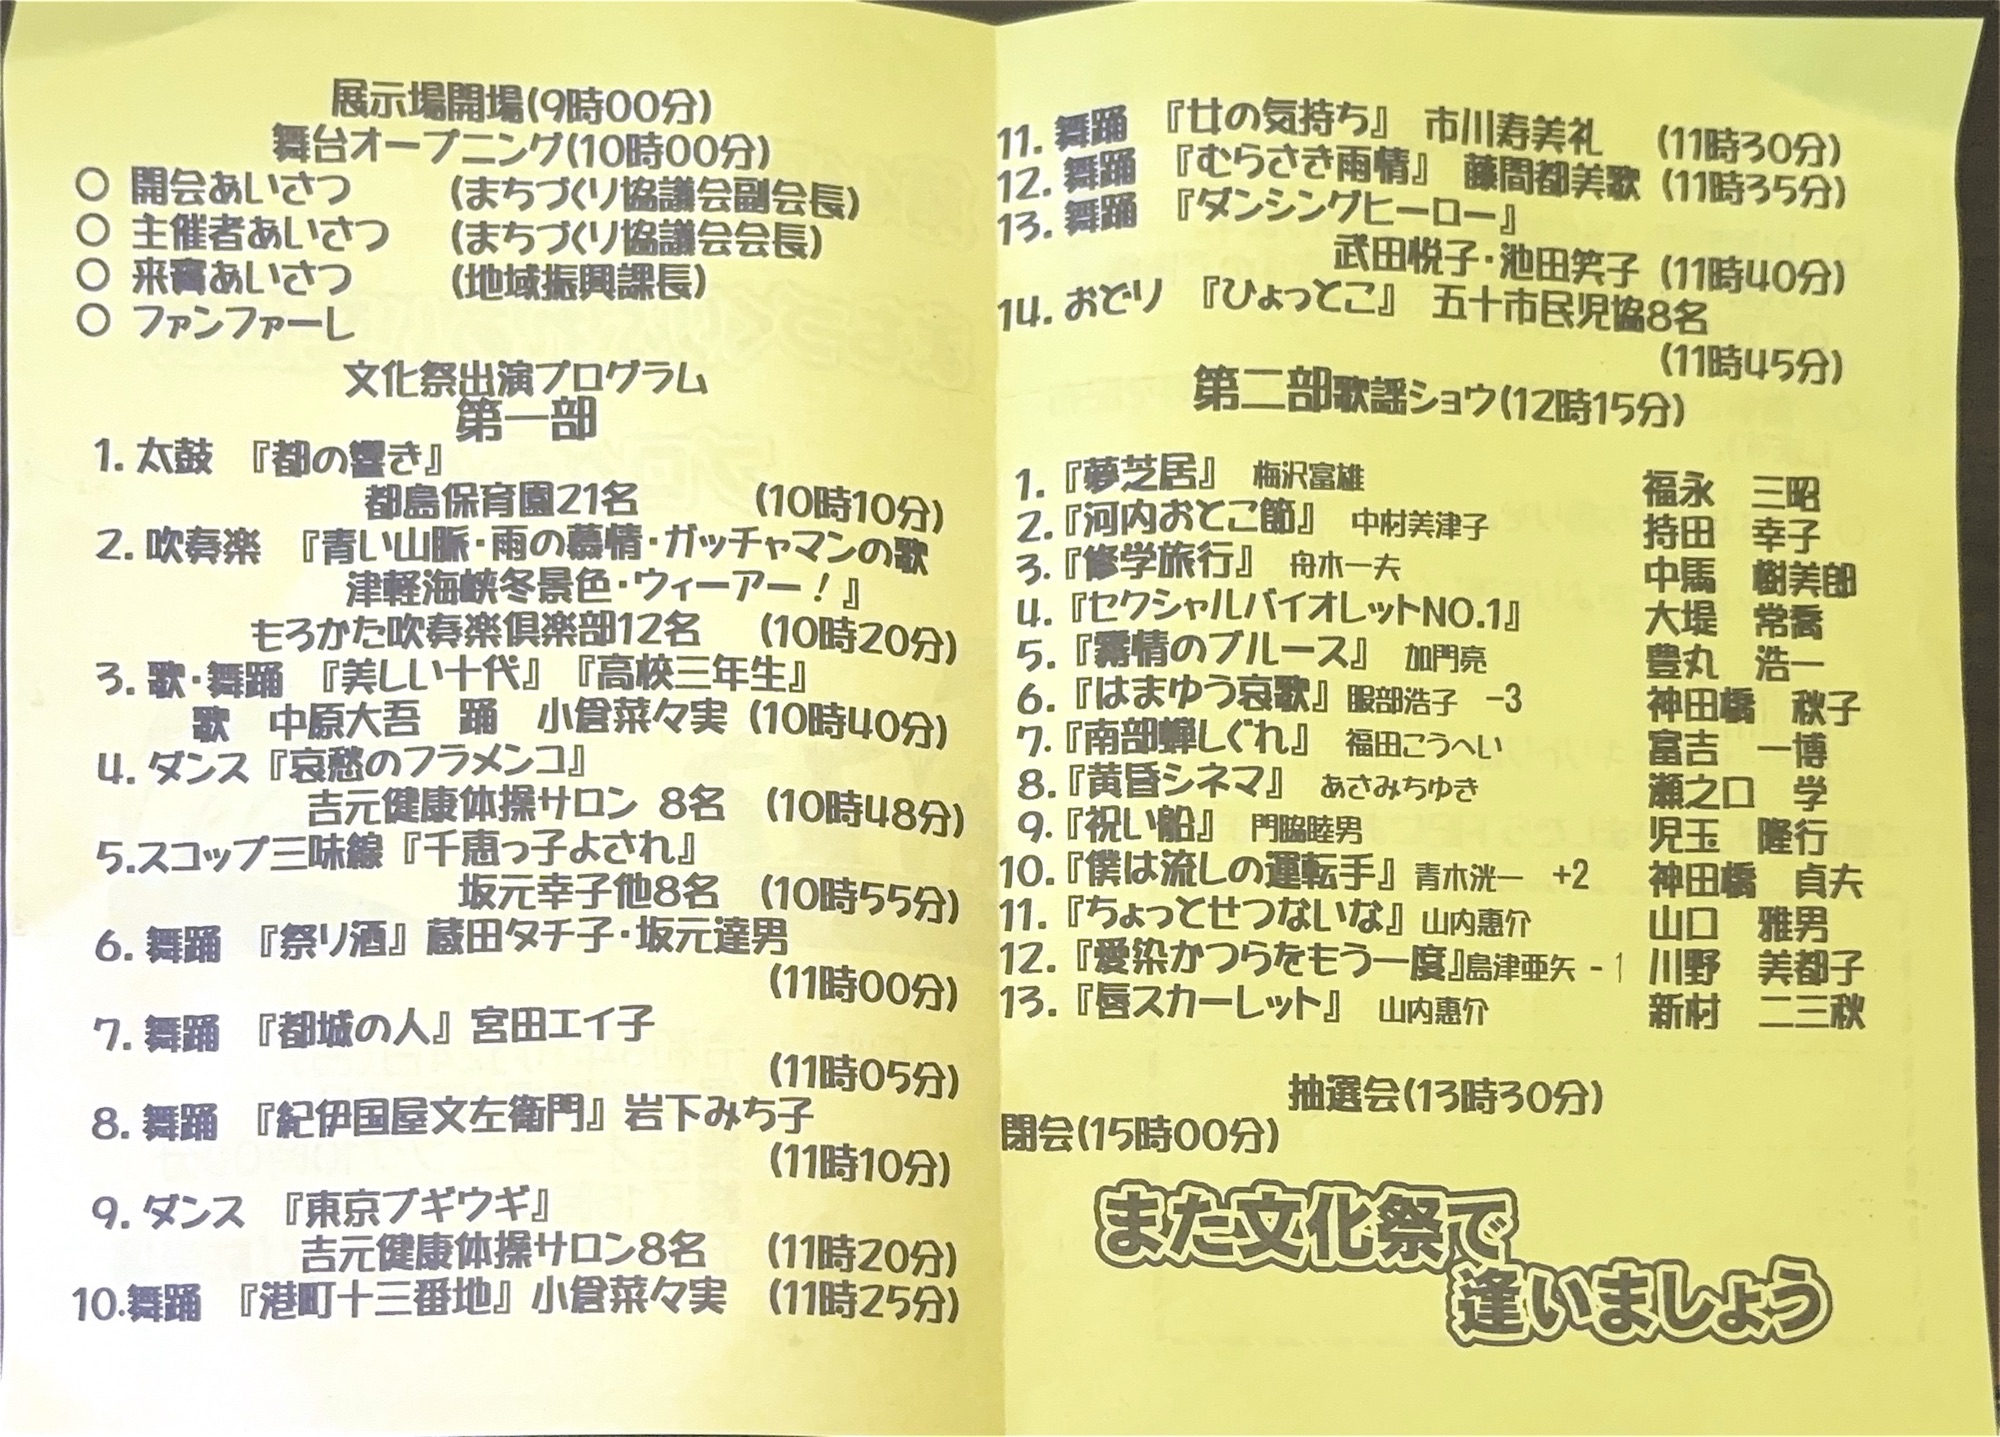 展示場開場(9時00分)
舞台オープニング(10時00分)
○ 開会あいさつ (まちづくり協議会副会長)
○ 主催者あいさつ (まちづくり協議会会長)
○ 来賓あいさつ (地域振興課長)
○ ファンファーレ
文化祭出演プログラム
第一部
1. 太鼓 『都の響き』
都島保育園21名 (10時10分)
2. 吹奏楽 『青い山脈・雨の慕情・ガッチャマンの歌
津軽海峡冬景色・ウィーアー！』
もろかた吹奏楽倶楽部12名 (10時20分)
3. 歌・舞踊 『美しい十代』『高校三年生』
歌 中原大吾 踊 小倉菜々実 (10時40分)
4. ダンス『哀愁のフラメンコ』
吉元健康体操サロン 8名 (10時48分)
5.スコップ三味線『千恵っ子よされ』
坂元幸子他8名 (10時55分)
6. 舞踊 『祭り酒』蔵田タチ子・坂元達男
(11時00分)
7. 舞踊 『都城の人』宮田エイ子
(11時05分)
8. 舞踊 『紀伊国屋文左衛門』岩下みち子
(11時10分)
9. ダンス 『東京ブギウギ』
吉元健康体操サロン8名 (11時20分)
10.舞踊 『港町十三番地』小倉菜々実 (11時25分)
11. 舞踊 『廿の気持ち』 市川寿美礼 (11時30分)
12. 舞踊 『むらさき雨情』 藤間都美歌 (11時35分)
13. 舞踊 『ダンシングヒーロー』
武田悦子・池田笑子 (11時40分)
14. おどり 『ひょっとこ』 五十市民児協8名
(11時45分)
第二部歌謡ショウ(12時15分)
1.『夢芝居』 梅沢富雄 福永 三昭
2.『河内おとこ節』 中村美津子 持田 幸子
3.『修学旅行』 舟木一夫 中馬 樹美郎
4.『セクシャルバイオレットNO.1』 大堤 常喬
5.『霧情のブルース』 加門亮 豊丸 浩一
6.『はまゆう哀歌』服部浩子 -3 神田橋 秋子
7.『南部蝉しぐれ』 福田こうへい 富吉 一博
8.『黄昏シネマ』 あさみちゆき 瀬之口 学
9.『祝い船』 門脇睦男 児玉 隆行
10.『僕は流しの運転手』青木洸一 +2 神田橋 貞夫
11.『ちょっとせつないな』山内惠介 山口 雅男
12.『愛染かつらをもう一度』島津亜矢 -1 川野 美都子
13.『唇スカーレット』 山内惠介 新村 二三秋
抽選会(13時30分)
閉会(15時00分)
また文化祭で
逢いましょう